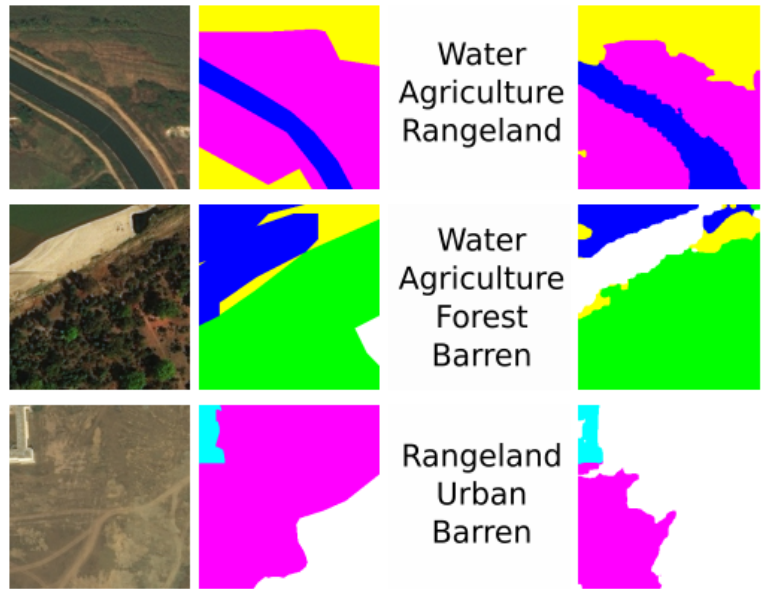 Water
Agriculture
Rangeland
Water
Agriculture
Forest
Barren
Rangeland
Urban
Barren